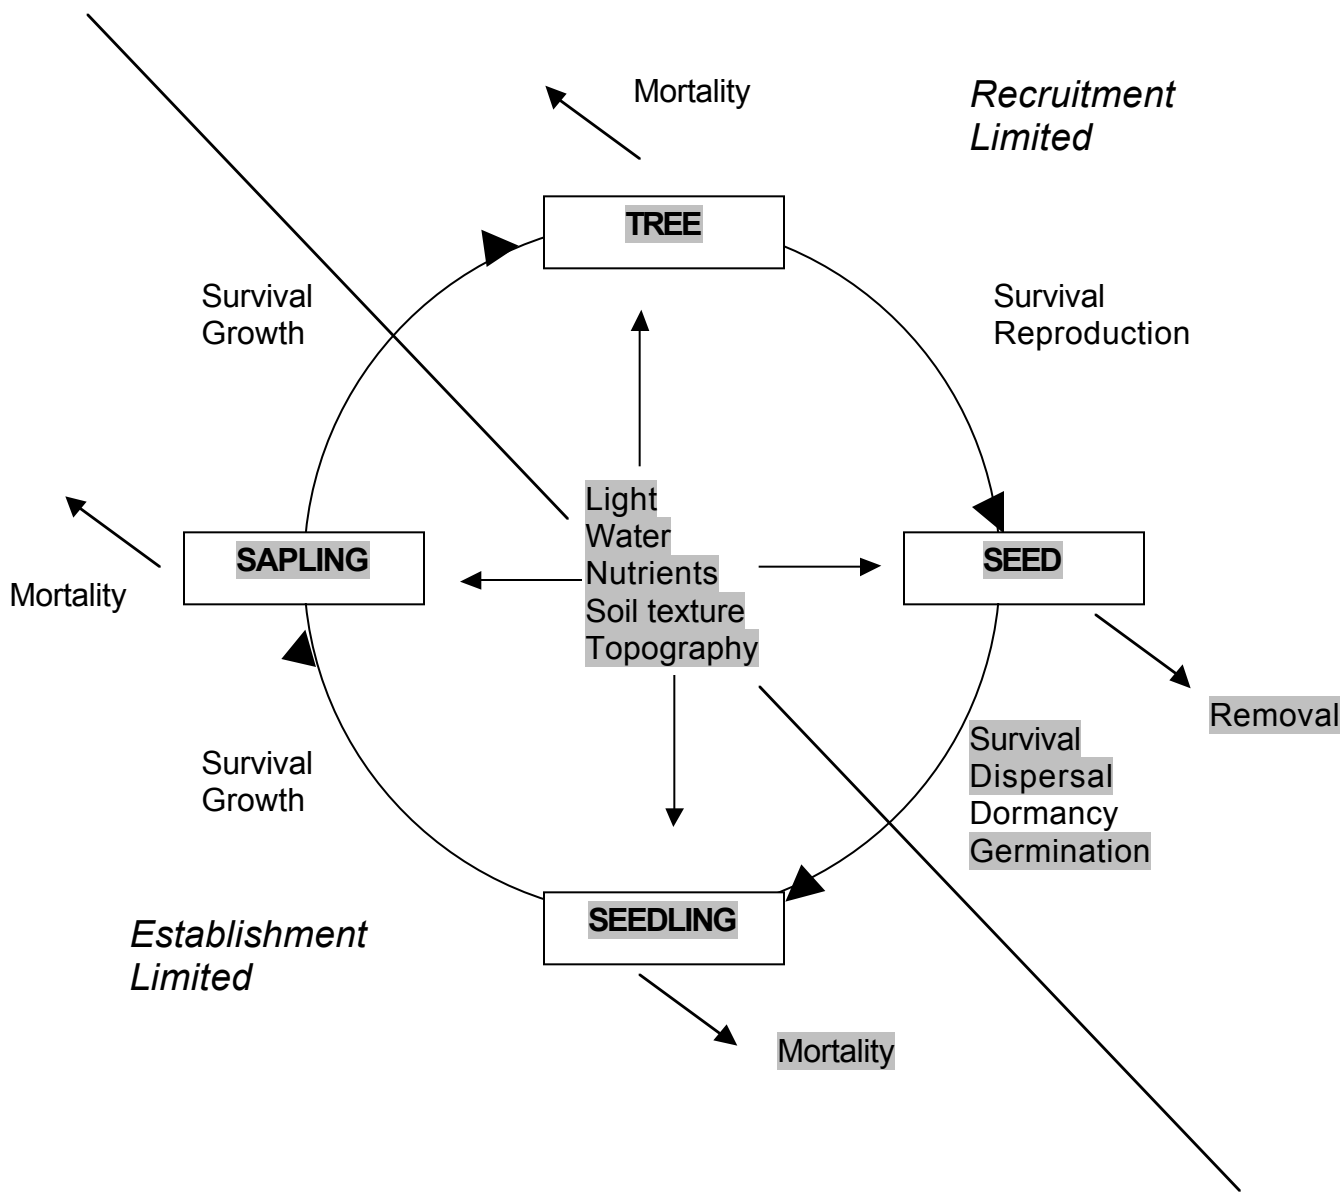 Mortality
Recruitment
Limited
TREE
Survival
Growth
Survival
Reproduction
Light
Water
Nutrients
Soil texture
Topography
SAPLING
SEED
Mortality
Removal
Survival
Dispersal
Dormancy
Germination
Survival
Growth
SEEDLING
Establishment
Limited
Mortality